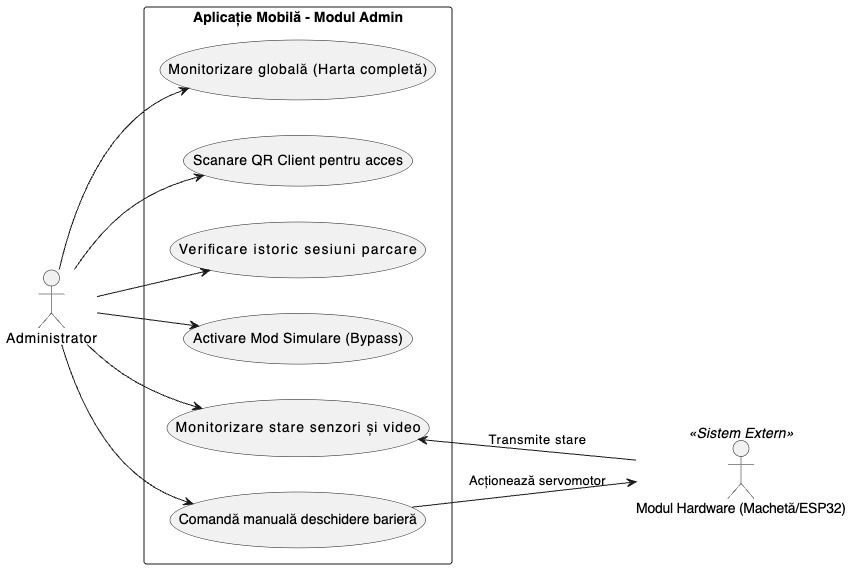 Aplicație Mobilă - Modul Admin
Monitorizare globală (Harta completă)
Scanare QR Client pentru acces
Verificare istoric sesiuni parcare
Administrator
Activare Mod Simulare (Bypass)
Monitorizare stare senzori și video
Transmite stare
«Sistem Extern»
Acționează servomotor
Modul Hardware (Machetă/ESP32)
Comandă manuală deschidere barieră